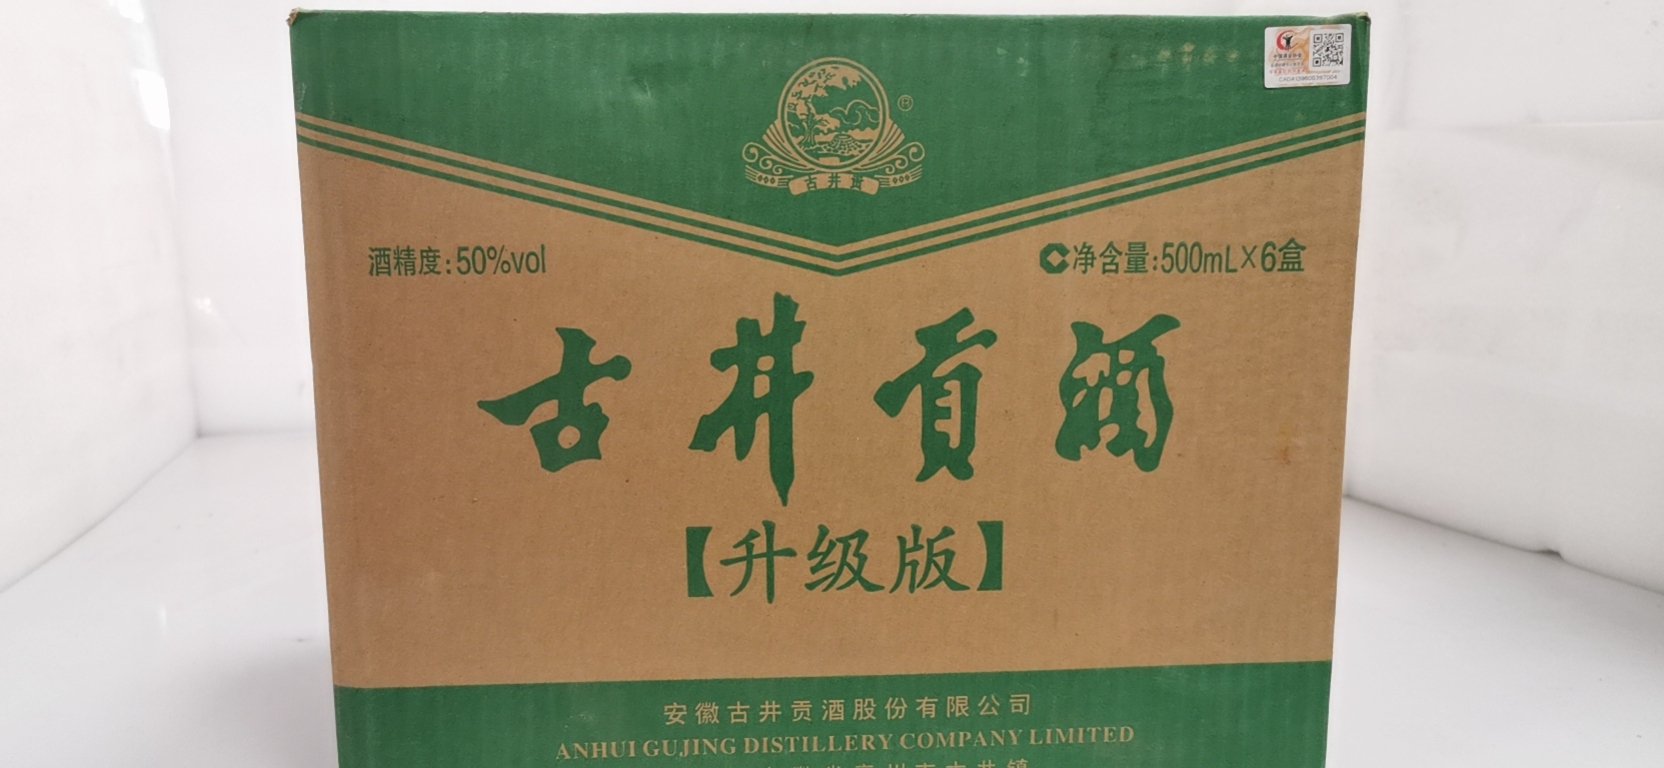 古井贡
酒精度:50%vol
净含量:500mL×6盒
古井贡酒
【升级版】
安徽古井贡酒股份有限公司
ANHUI GUJING DISTILLERY COMPANY LIMITED